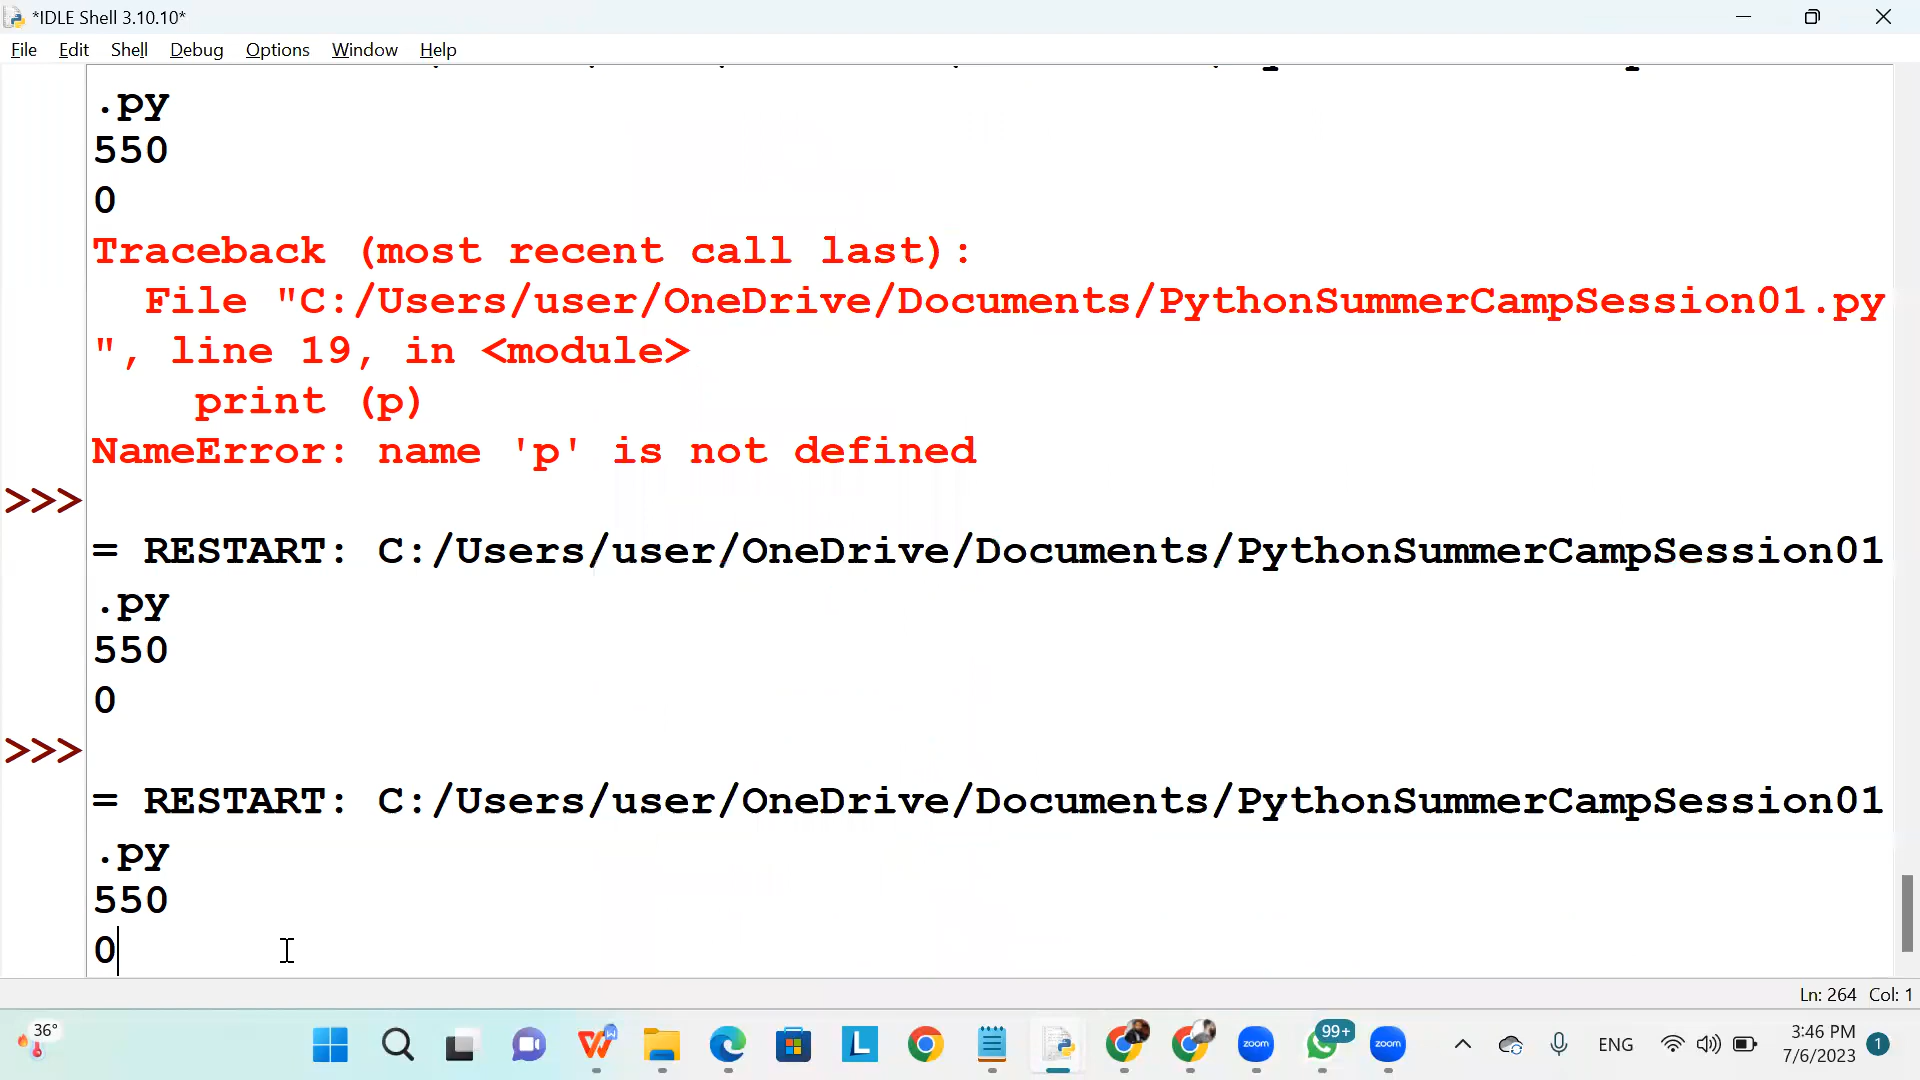 *IDLE Shell 3.10.10*
File Edit Shell Debug Options Window Help
.py
550
0
Traceback (most recent call last):
File "C:/Users/user/OneDrive/Documents/PythonSummerCampSession01.py
", line 19, in <module>
print (p)
NameError: name 'p' is not defined
>>>
= RESTART: C:/Users/user/OneDrive/Documents/PythonSummerCampSession01
.py
550
0
>>>
= RESTART: C:/Users/user/OneDrive/Documents/PythonSummerCampSession01
.py
550
0
Ln: 264 Col: 1
36°
W
L
zoom
99+
zoom
ENG
3:46 PM
7/6/2023
1